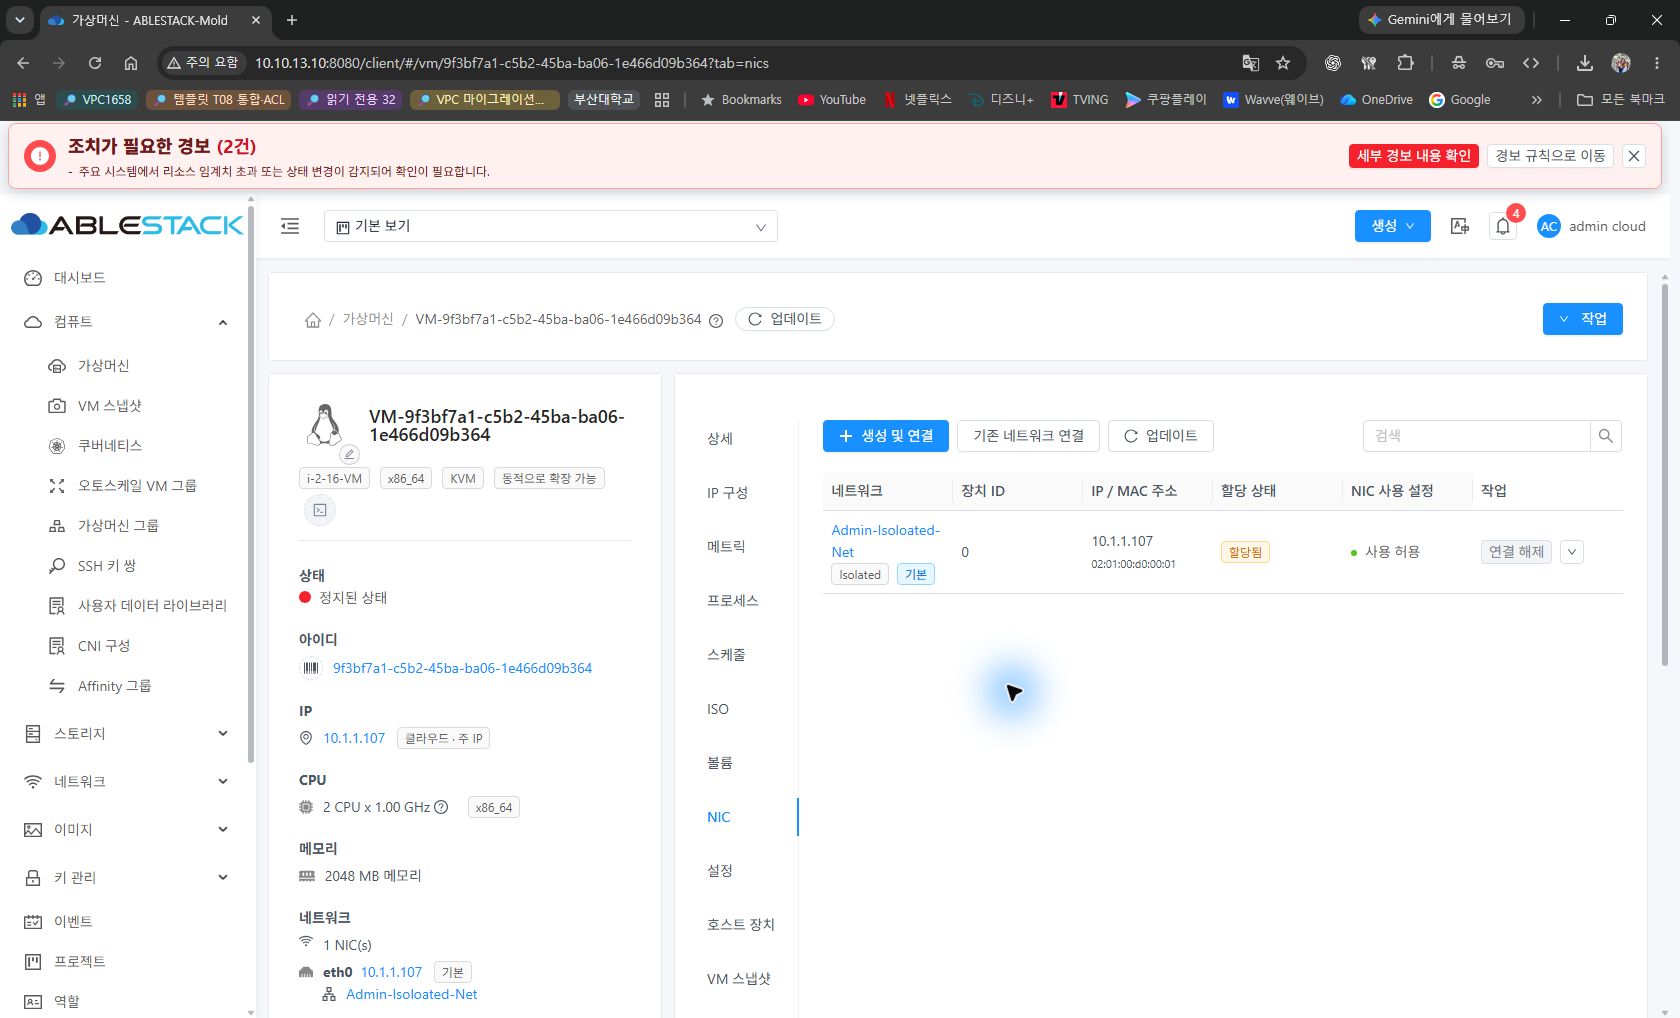 가상머신 - ABLESTACK-Mold
Gemini에게 물어보기
주의 요함
10.10.13.10:8080/client/#/vm/9f3bf7a1-c5b2-45ba-ba06-1e466d09b364?tab=nics
앱
VPC1658
템플릿 T08 통합·ACL
읽기 전용 32
VPC 마이그레이션...
부산대학교
Bookmarks
YouTube
넷플릭스
디즈니+
TVING
쿠팡플레이
Wavve(웨이브)
OneDrive
Google
모든 북마크
조치가 필요한 경보 (2건)
- 주요 시스템에서 리소스 임계치 초과 또는 상태 변경이 감지되어 확인이 필요합니다.
세부 경보 내용 확인
경보 규칙으로 이동
ABLESTACK
기본 보기
생성
4
AC
admin cloud
대시보드
컴퓨트
가상머신
VM 스냅샷
쿠버네티스
오토스케일 VM 그룹
가상머신 그룹
SSH 키 쌍
사용자 데이터 라이브러리
CNI 구성
Affinity 그룹
스토리지
네트워크
이미지
키 관리
이벤트
프로젝트
역할
/ 가상머신 / VM-9f3bf7a1-c5b2-45ba-ba06-1e466d09b364
업데이트
작업
VM-9f3bf7a1-c5b2-45ba-ba06-
1e466d09b364
i-2-16-VM
x86_64
KVM
동적으로 확장 가능
상태
정지된 상태
아이디
9f3bf7a1-c5b2-45ba-ba06-1e466d09b364
IP
10.1.1.107
클라우드 · 주 IP
CPU
2 CPU x 1.00 GHz
x86_64
메모리
2048 MB 메모리
네트워크
1 NIC(s)
eth0 10.1.1.107 기본
Admin-Isoloated-Net
상세
IP 구성
메트릭
프로세스
스케줄
ISO
볼륨
NIC
설정
호스트 장치
VM 스냅샷
생성 및 연결
기존 네트워크 연결
업데이트
검색
네트워크
장치 ID
IP / MAC 주소
할당 상태
NIC 사용 설정
작업
Admin-Isoloated-
Net
Isolated
기본
0
10.1.1.107
02:01:00:d0:00:01
할당됨
사용 허용
연결 해제